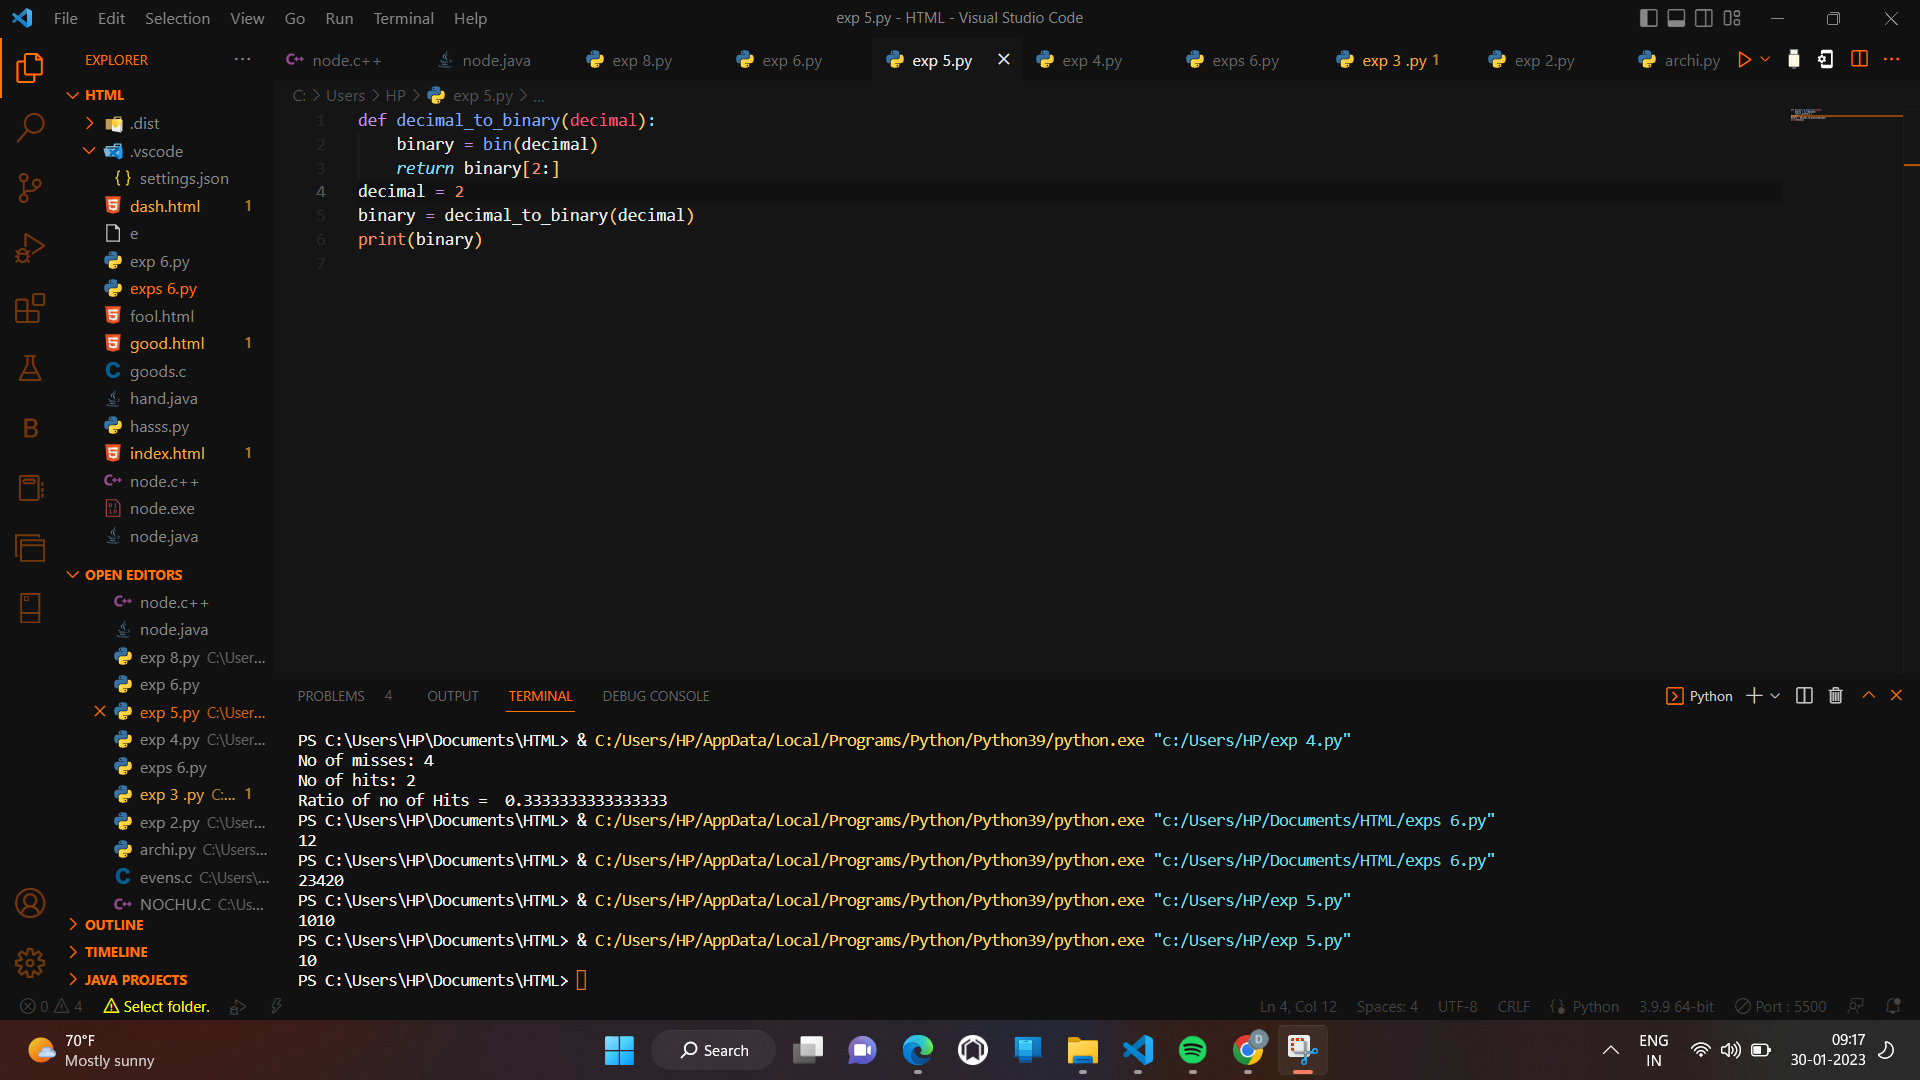 File Edit Selection View Go Run Terminal Help
exp 5.py - HTML - Visual Studio Code
EXPLORER
node.c++ node.java exp 8.py exp 6.py exp 5.py exp 4.py exps 6.py exp 3 .py 1 exp 2.py archi.py
C: > Users > HP > exp 5.py > ...
HTML
.dist
.vscode
settings.json
dash.html 1
e
exp 6.py
exps 6.py
fool.html
good.html 1
goods.c
hand.java
hasss.py
index.html 1
node.c++
node.exe
node.java
OPEN EDITORS
node.c++
node.java
exp 8.py C:\User...
exp 6.py
exp 5.py C:\User...
exp 4.py C:\User...
exps 6.py
exp 3 .py C:... 1
exp 2.py C:\User...
archi.py C:\Users...
evens.c C:\Users\...
NOCHU.C C:\Us...
OUTLINE
TIMELINE
JAVA PROJECTS
1 def decimal_to_binary(decimal):
2 binary = bin(decimal)
3 return binary[2:]
4 decimal = 2
5 binary = decimal_to_binary(decimal)
6 print(binary)
7
PROBLEMS 4 OUTPUT TERMINAL DEBUG CONSOLE
Python
PS C:\Users\HP\Documents\HTML> & C:/Users/HP/AppData/Local/Programs/Python/Python39/python.exe "c:/Users/HP/exp 4.py"
No of misses: 4
No of hits: 2
Ratio of no of Hits =  0.3333333333333333
PS C:\Users\HP\Documents\HTML> & C:/Users/HP/AppData/Local/Programs/Python/Python39/python.exe "c:/Users/HP/Documents/HTML/exps 6.py"
12
PS C:\Users\HP\Documents\HTML> & C:/Users/HP/AppData/Local/Programs/Python/Python39/python.exe "c:/Users/HP/Documents/HTML/exps 6.py"
23420
PS C:\Users\HP\Documents\HTML> & C:/Users/HP/AppData/Local/Programs/Python/Python39/python.exe "c:/Users/HP/exp 5.py"
1010
PS C:\Users\HP\Documents\HTML> & C:/Users/HP/AppData/Local/Programs/Python/Python39/python.exe "c:/Users/HP/exp 5.py"
10
PS C:\Users\HP\Documents\HTML>
0 4 Select folder.
Ln 4, Col 12 Spaces: 4 UTF-8 CRLF Python 3.9.9 64-bit Port : 5500
70°F
Mostly sunny
Search
D
ENG
IN
09:17
30-01-2023